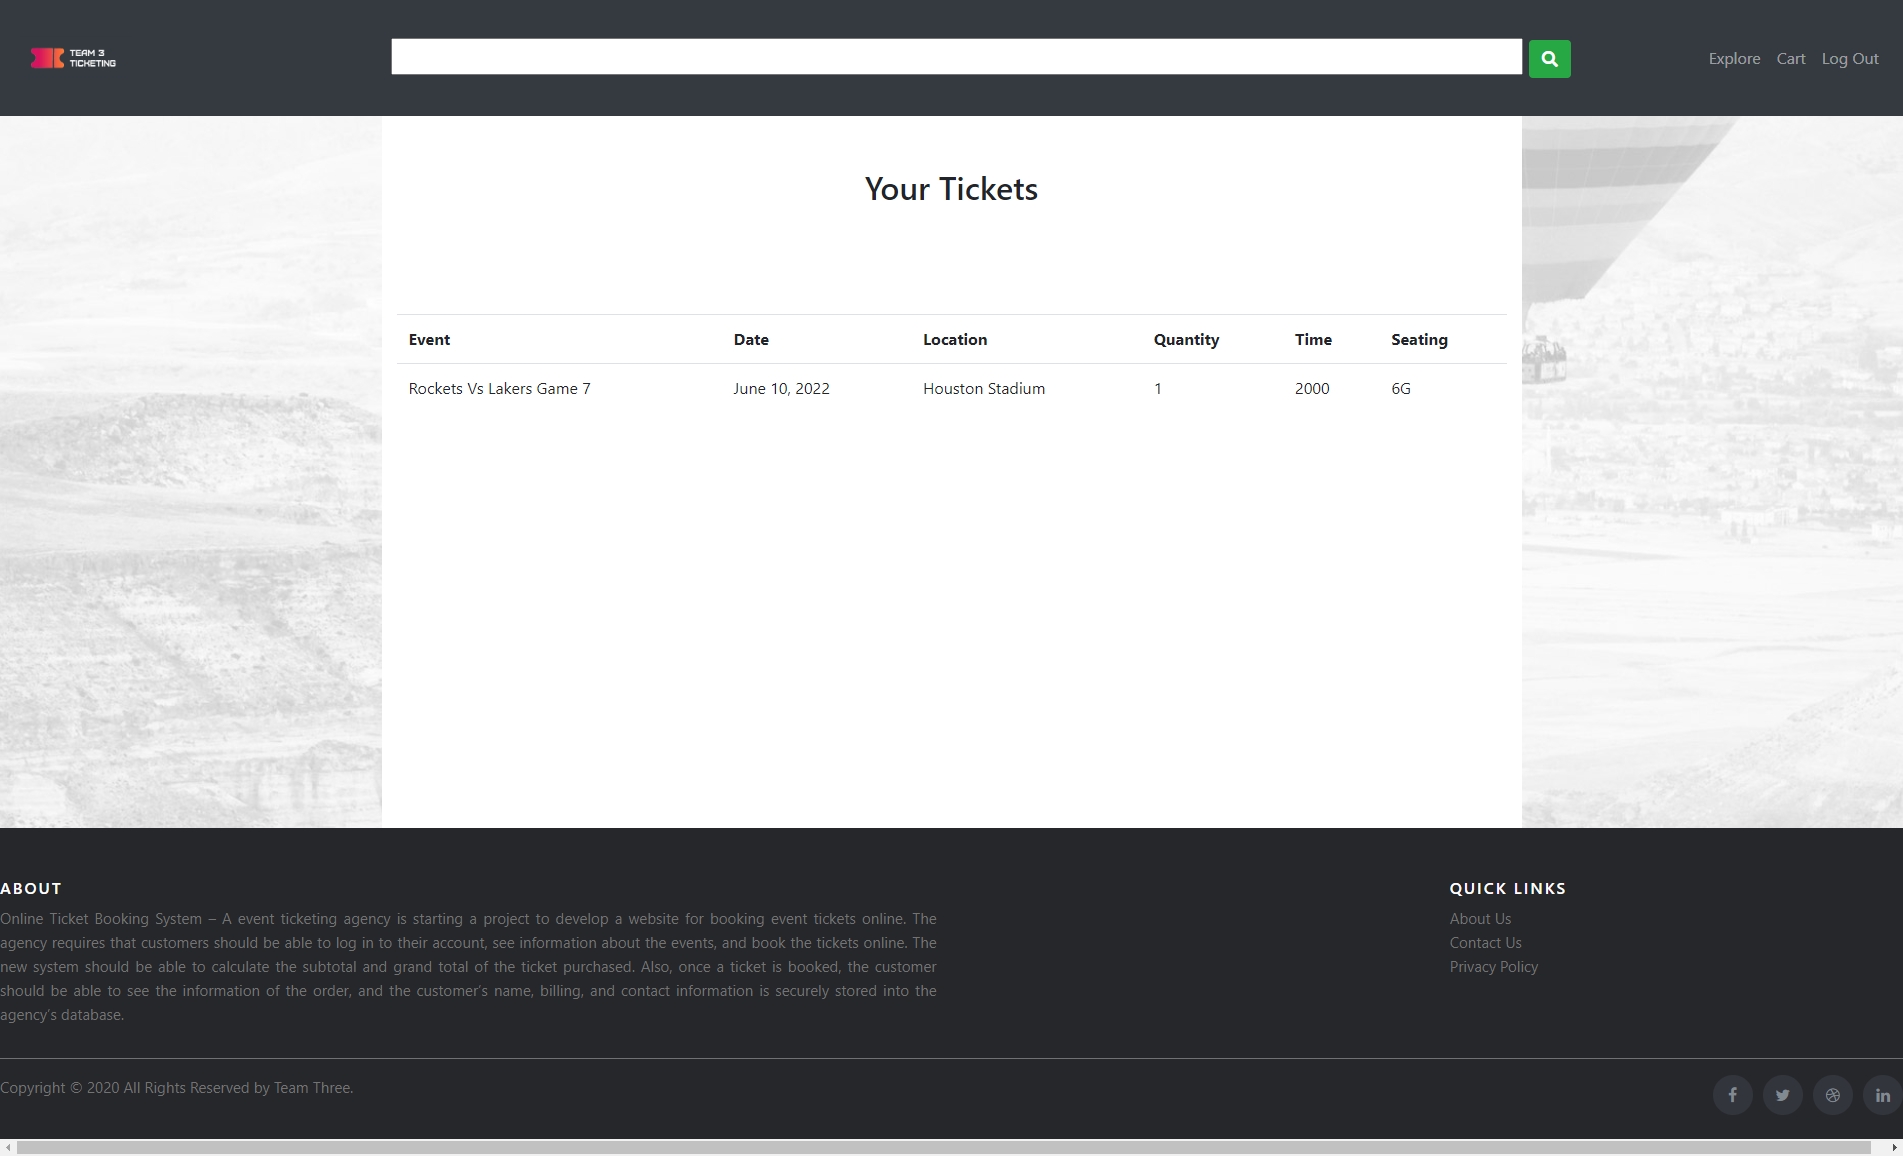 TEAM 3
TICKETING
Explore Cart Log Out
Your Tickets
Event Date Location Quantity Time Seating
Rockets Vs Lakers Game 7 June 10, 2022 Houston Stadium 1 2000 6G
ABOUT
Online Ticket Booking System – A event ticketing agency is starting a project to develop a website for booking event tickets online. The
agency requires that customers should be able to log in to their account, see information about the events, and book the tickets online. The
new system should be able to calculate the subtotal and grand total of the ticket purchased. Also, once a ticket is booked, the customer
should be able to see the information of the order, and the customer's name, billing, and contact information is securely stored into the
agency's database.
QUICK LINKS
About Us
Contact Us
Privacy Policy
Copyright © 2020 All Rights Reserved by Team Three.